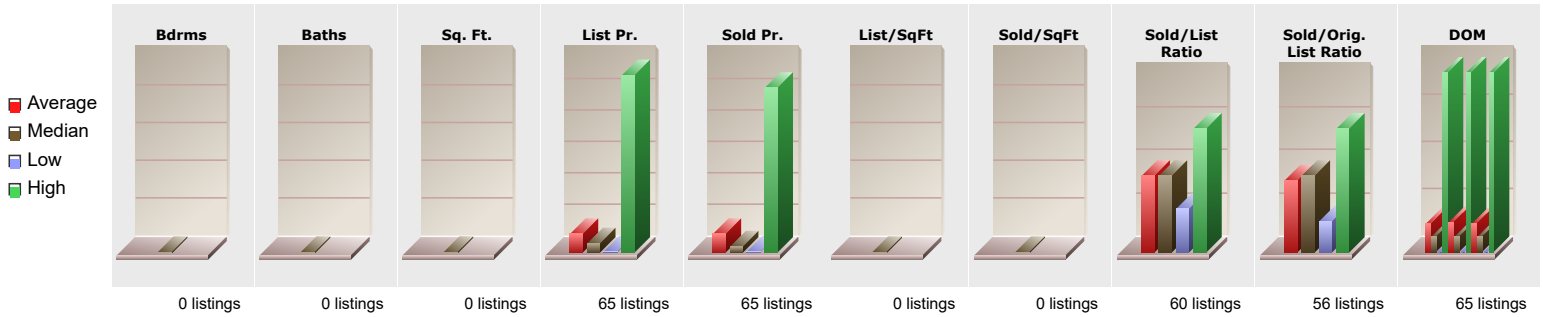 Bdrms
Baths
Sq. Ft.
List Pr.
Sold Pr.
List/SqFt
Sold/SqFt
Sold/List
Ratio
Sold/Orig.
List Ratio
DOM
Average
Median
Low
High
0 listings
0 listings
0 listings
65 listings
65 listings
0 listings
0 listings
60 listings
56 listings
65 listings